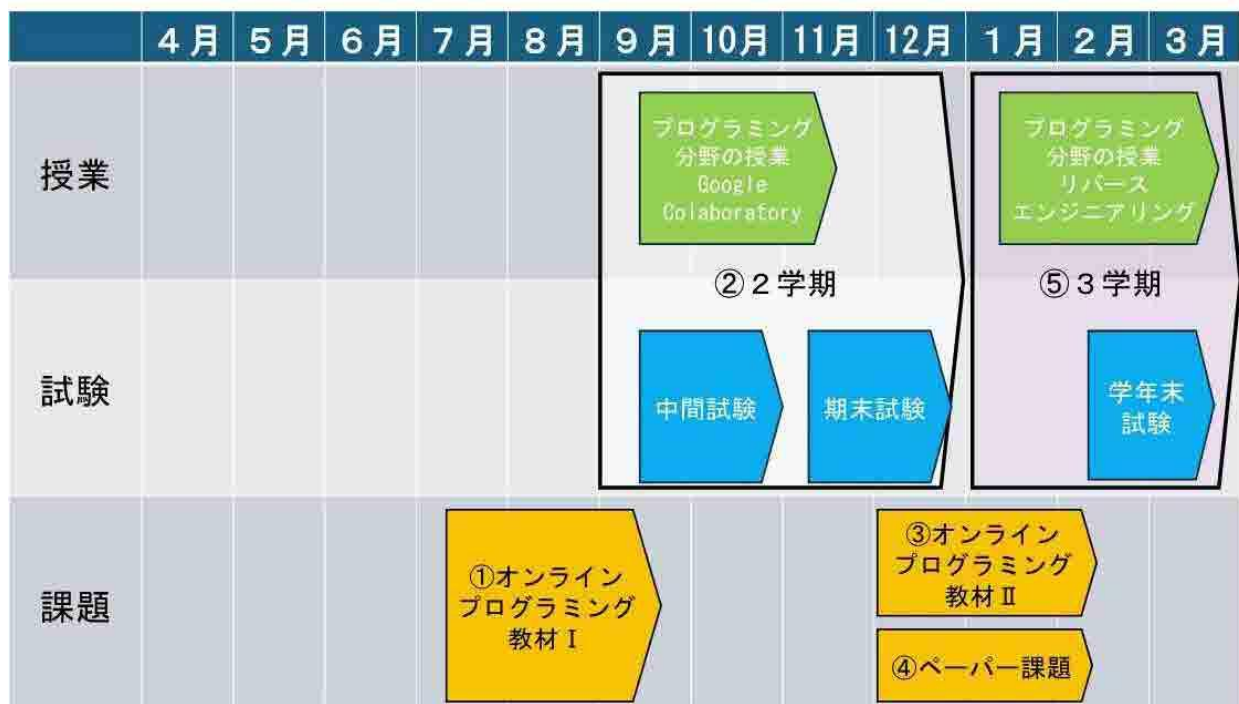 4月 5月 6月 7月 8月 9月 10月 11月 12月 1月 2月 3月
授業
プログラミング
分野の授業
Google
Colaboratory
プログラミング
分野の授業
リバース
エンジニアリング
②2学期
⑤3学期
試験
中間試験
期末試験
学年末
試験
課題
①オンライン
プログラミング
教材Ⅰ
③オンライン
プログラミング
教材Ⅱ
④ペーパー課題